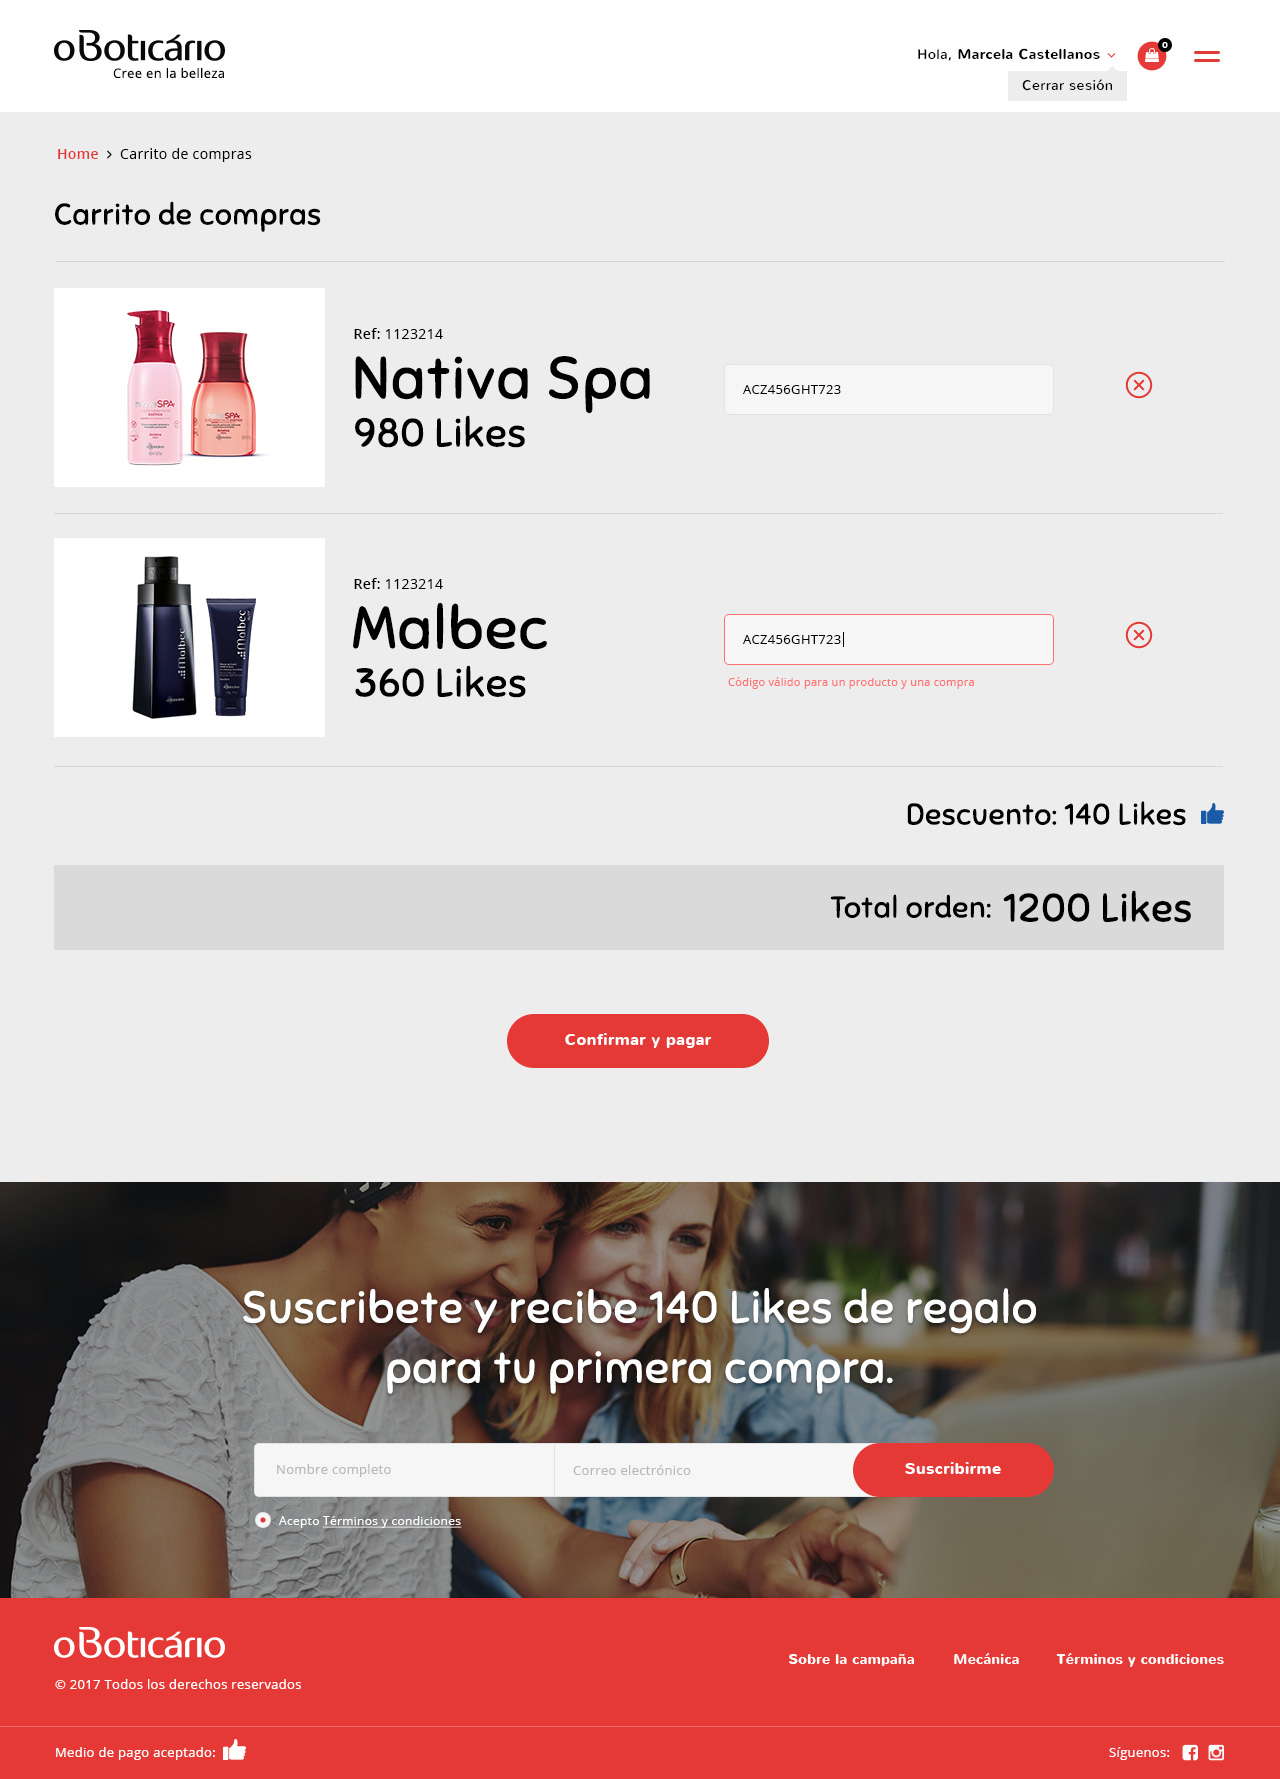 oBoticário
Cree en la belleza
Hola, Marcela Castellanos
0
Cerrar sesión
Home > Carrito de compras
Carrito de compras
nativaSPA
Ref: 1123214
Nativa Spa
980 Likes
ACZ456GHT723
Malbec
Malbec
Ref: 1123214
Malbec
360 Likes
ACZ456GHT723
Código válido para un producto y una compra
Descuento: 140 Likes
Total orden: 1200 Likes
Confirmar y pagar
Suscribete y recibe 140 Likes de regalo
para tu primera compra.
Nombre completo
Correo electrónico
Suscribirme
Acepto Términos y condiciones
oBoticário
© 2017 Todos los derechos reservados
Sobre la campaña
Mecánica
Términos y condiciones
Medio de pago aceptado:
Síguenos: